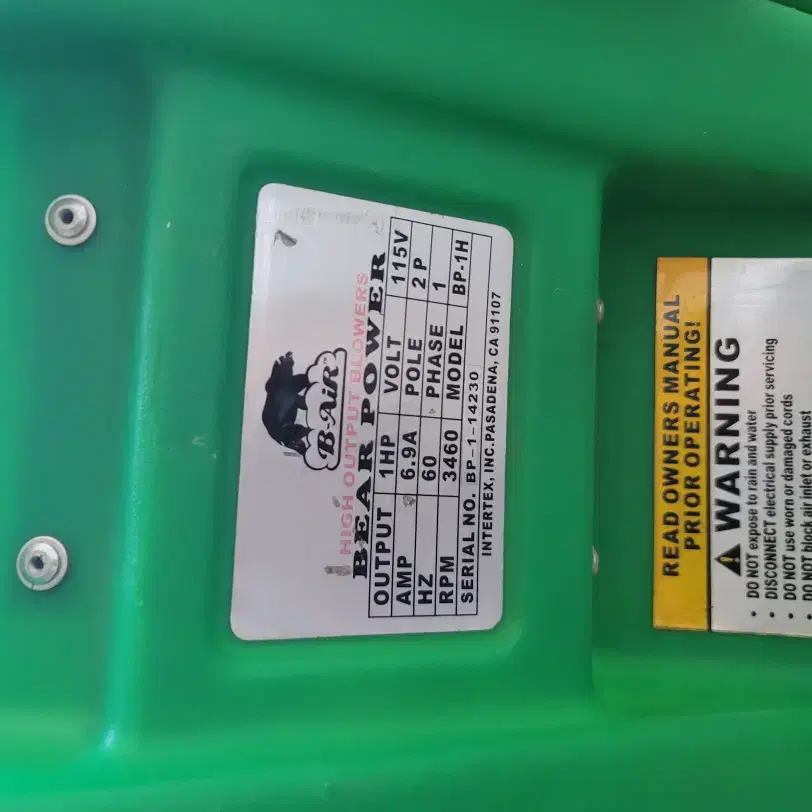 B-AiR™
HIGH OUTPUT BLOWERS
BEAR POWER
OUTPUT 1HP VOLT 115V
AMP 6.9A POLE 2 P
HZ 60 PHASE 1
RPM 3460 MODEL BP-1H
SERIAL NO. BP-1-14230
INTERTEX, INC.PASADENA, CA 91107
READ OWNERS MANUAL
PRIOR OPERATING!
WARNING
• DO NOT expose to rain and water
• DISCONNECT electrical supply prior servicing
• DO NOT use worn or damaged cords
• DO NOT block air inlet or exhaust